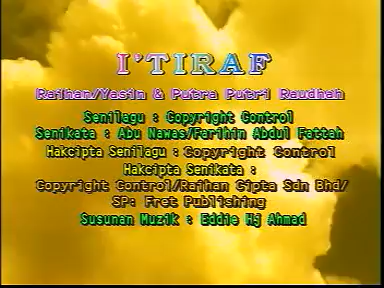 I'TIRAF
Raihan/Yasin & Putra Putri Raudhah
Senilagu : Copyright Control
Senikata : Abu Nawas/Farihin Abdul Fattah
Hakcipta Senilagu : Copyright Control
Hakcipta Senikata :
Copyright Control/Raihan Cipta Sdn Bhd/
SP: Fret Publishing
Susunan Muzik : Eddie Hj Ahmad